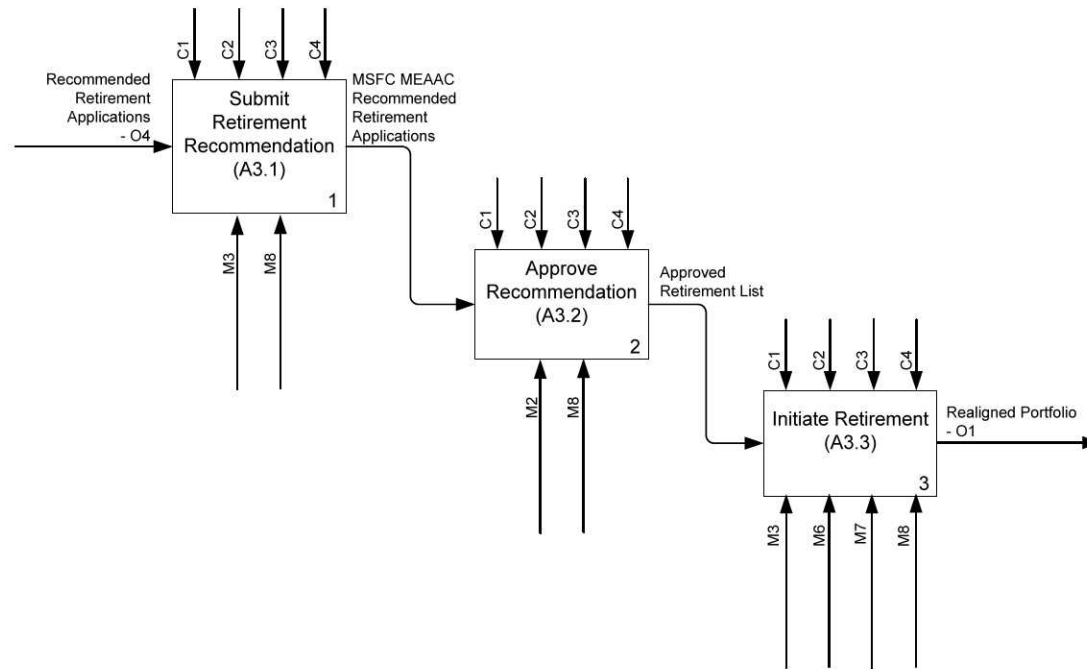 C1
C2
C3
C4
Recommended
Retirement
Applications
- O4
Submit
Retirement
Recommendation
(A3.1)
1
MSFC MEAAC
Recommended
Retirement
Applications
M3
M8
C1
C2
C3
C4
Approve
Recommendation
(A3.2)
2
Approved
Retirement List
M2
M8
C1
C2
C3
C4
Initiate Retirement
(A3.3)
3
Realigned Portfolio
- O1
M3
M6
M7
M8